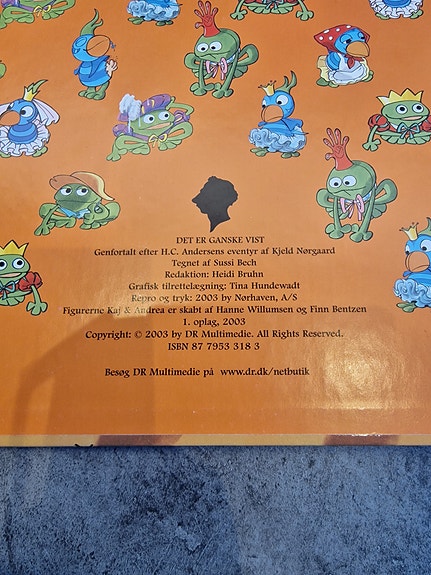 DET ER GANSKE VIST
Genfortalt efter H.C. Andersens eventyr af Kjeld Nørgaard
Tegnet af Sussi Bech
Redaktion: Heidi Bruhn
Grafisk tilrettelægning: Tina Hundewadt
Repro og tryk: 2003 by Nørhaven, A/S
Figurerne Kaj & Andrea er skabt af Hanne Willumsen og Finn Bentzen
1. oplag, 2003
Copyright: © 2003 by DR Multimedie. All Rights Reserved.
ISBN 87 7953 318 3
Besøg DR Multimedie på www.dr.dk/netbutik